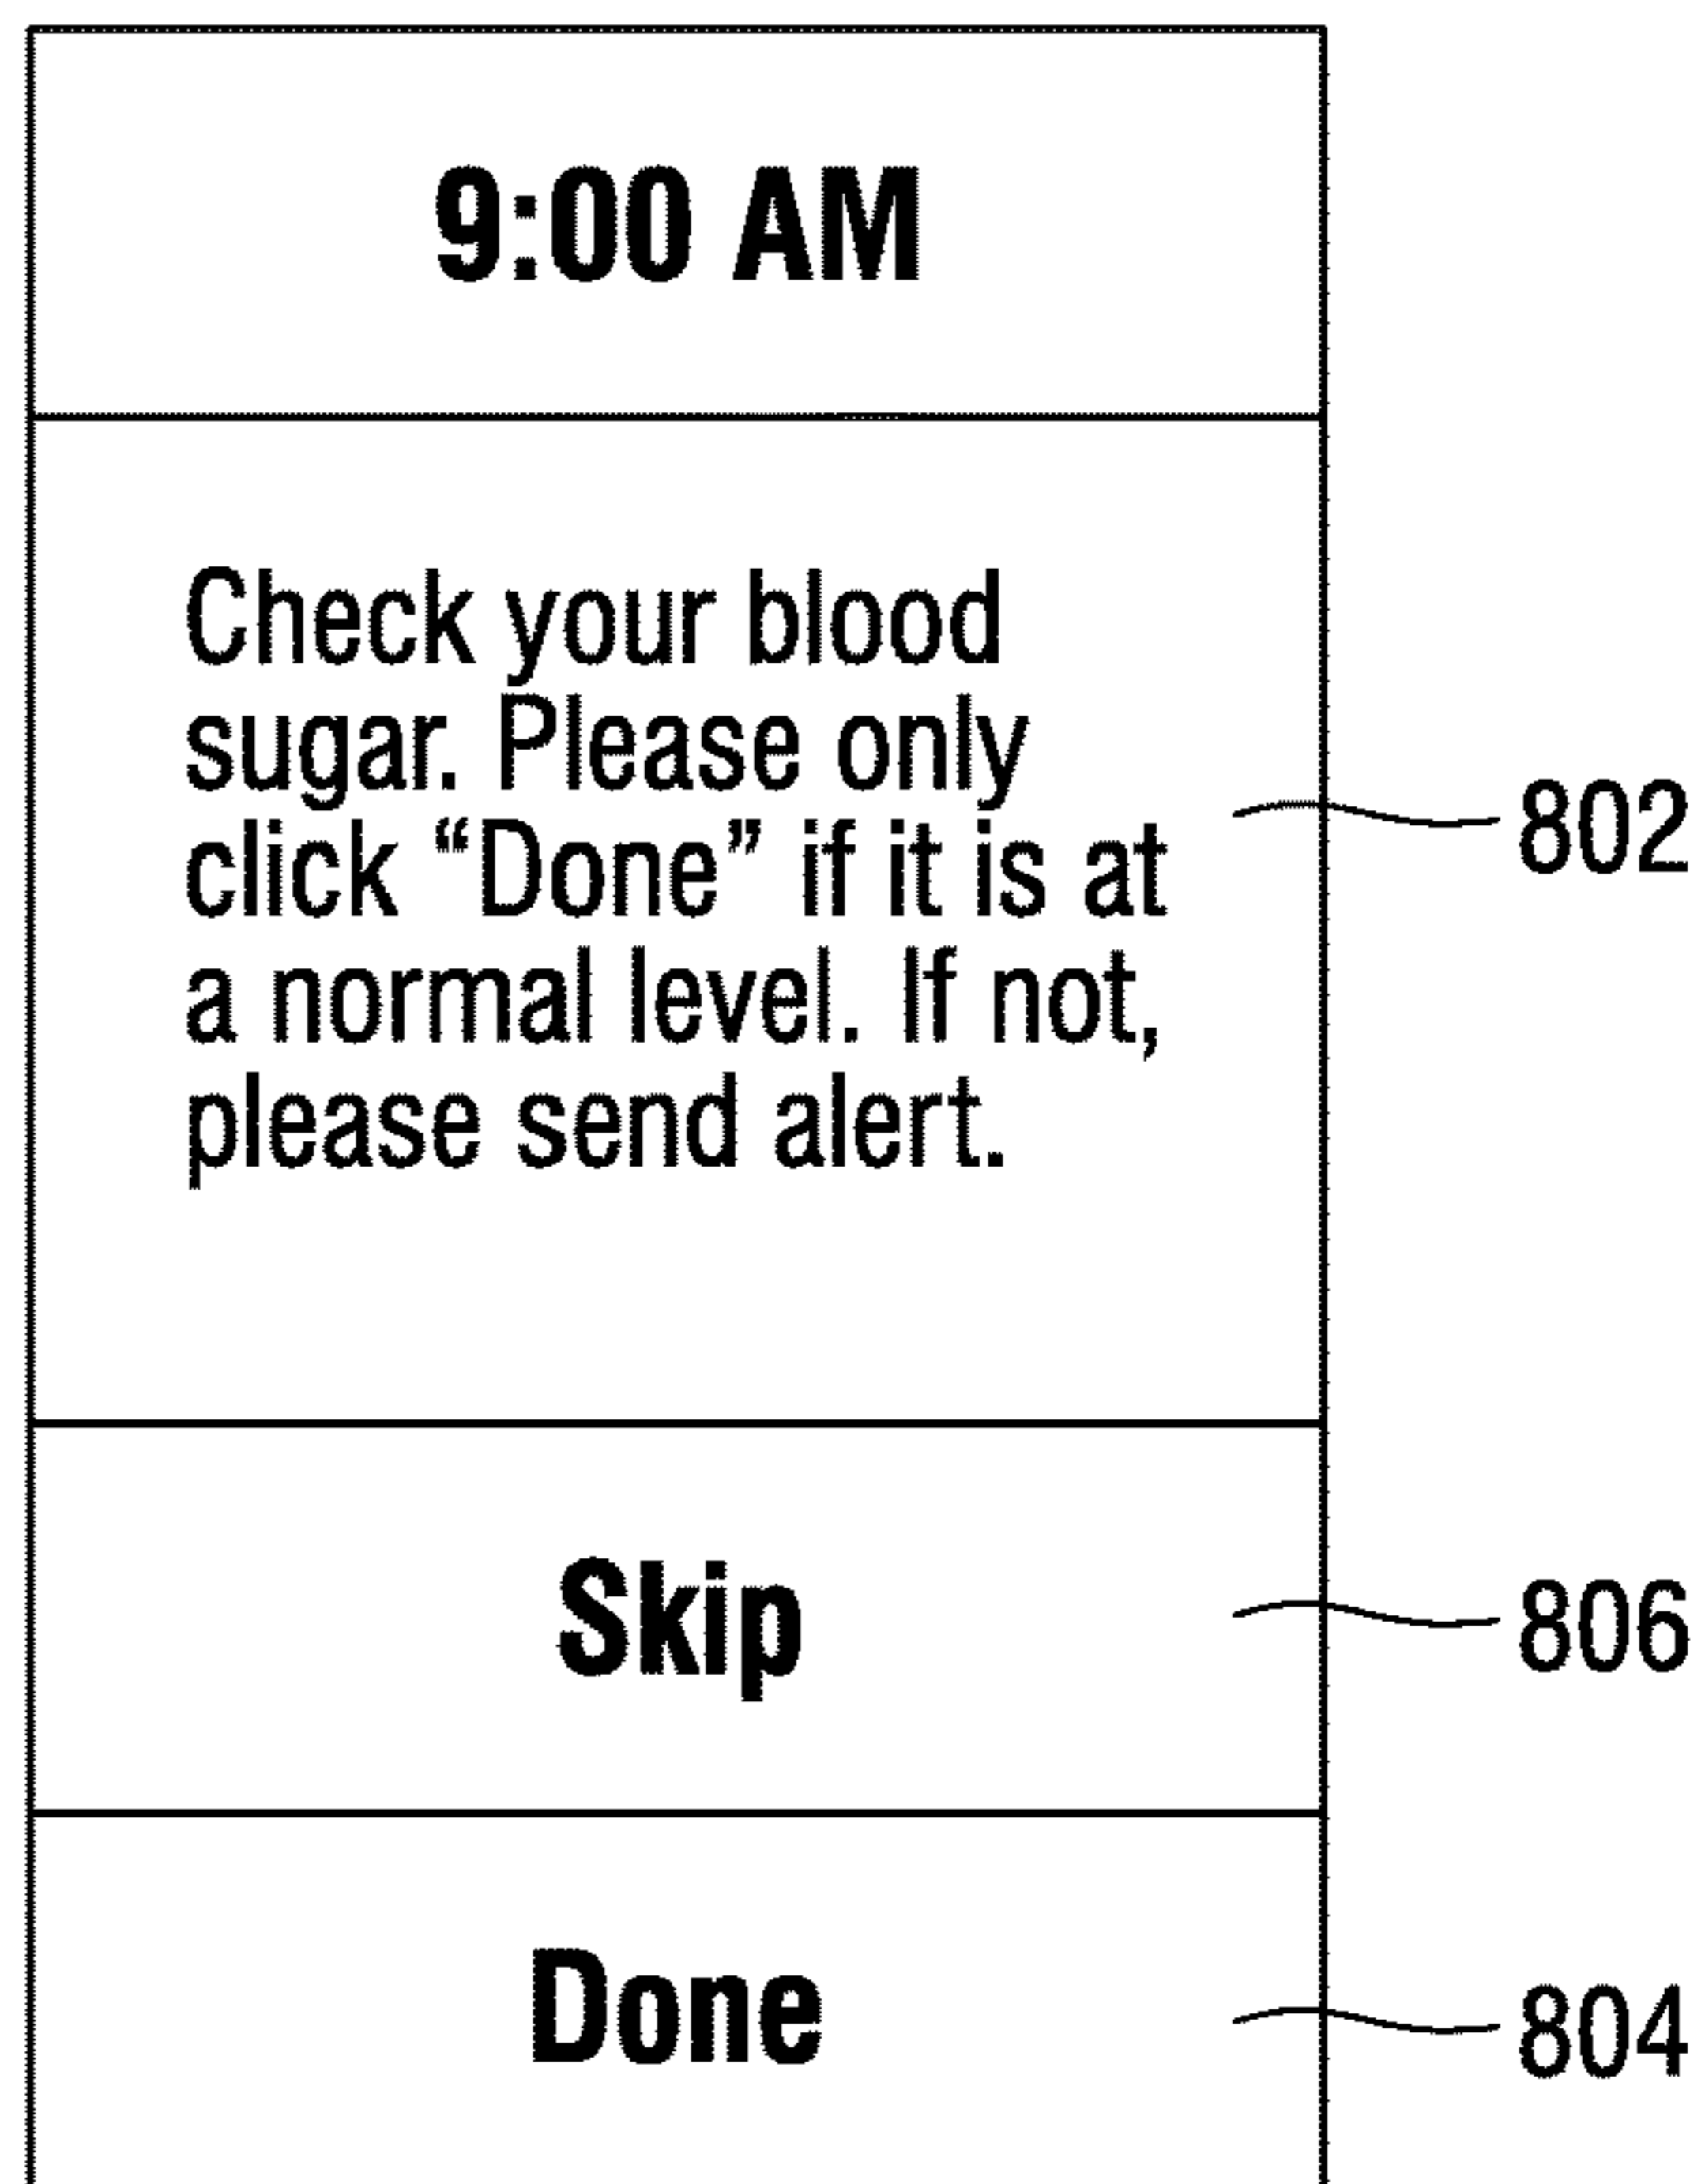 9:00 AM
Check your blood
sugar. Please only
click “Done” if it is at
a normal level. If not,
please send alert.
802
Skip
806
Done
804